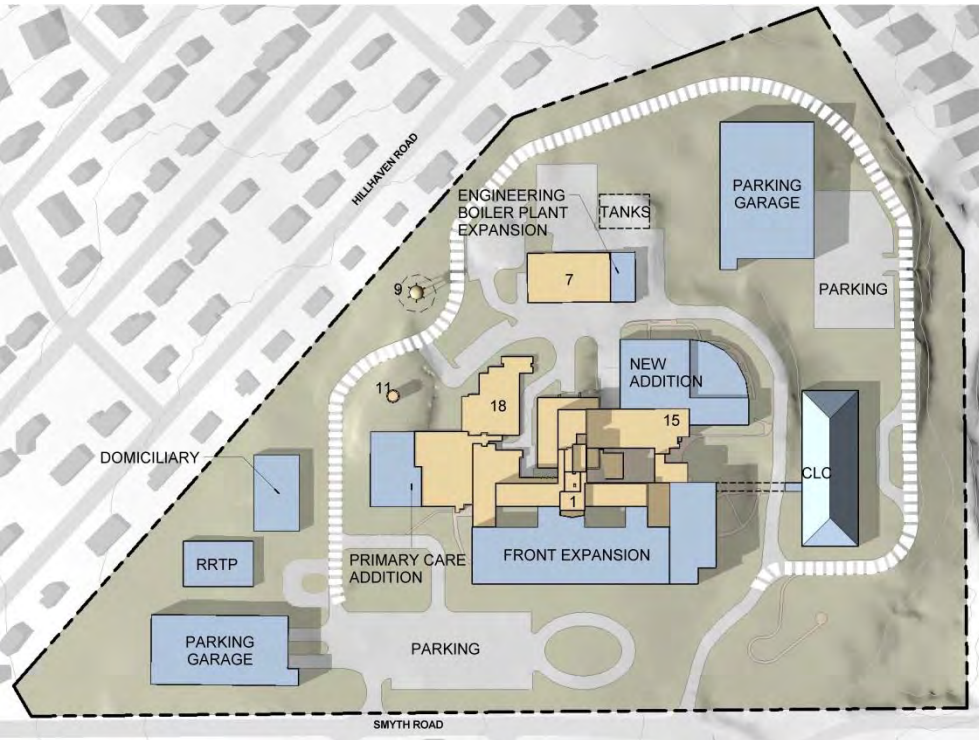 HILLHAVEN ROAD
ENGINEERING
BOILER PLANT
EXPANSION
TANKS
PARKING
GARAGE
7
9
PARKING
NEW
ADDITION
11
18
15
DOMICILIARY
CLC
1
PRIMARY CARE
ADDITION
FRONT EXPANSION
RRTP
PARKING
GARAGE
PARKING
SMYTH ROAD